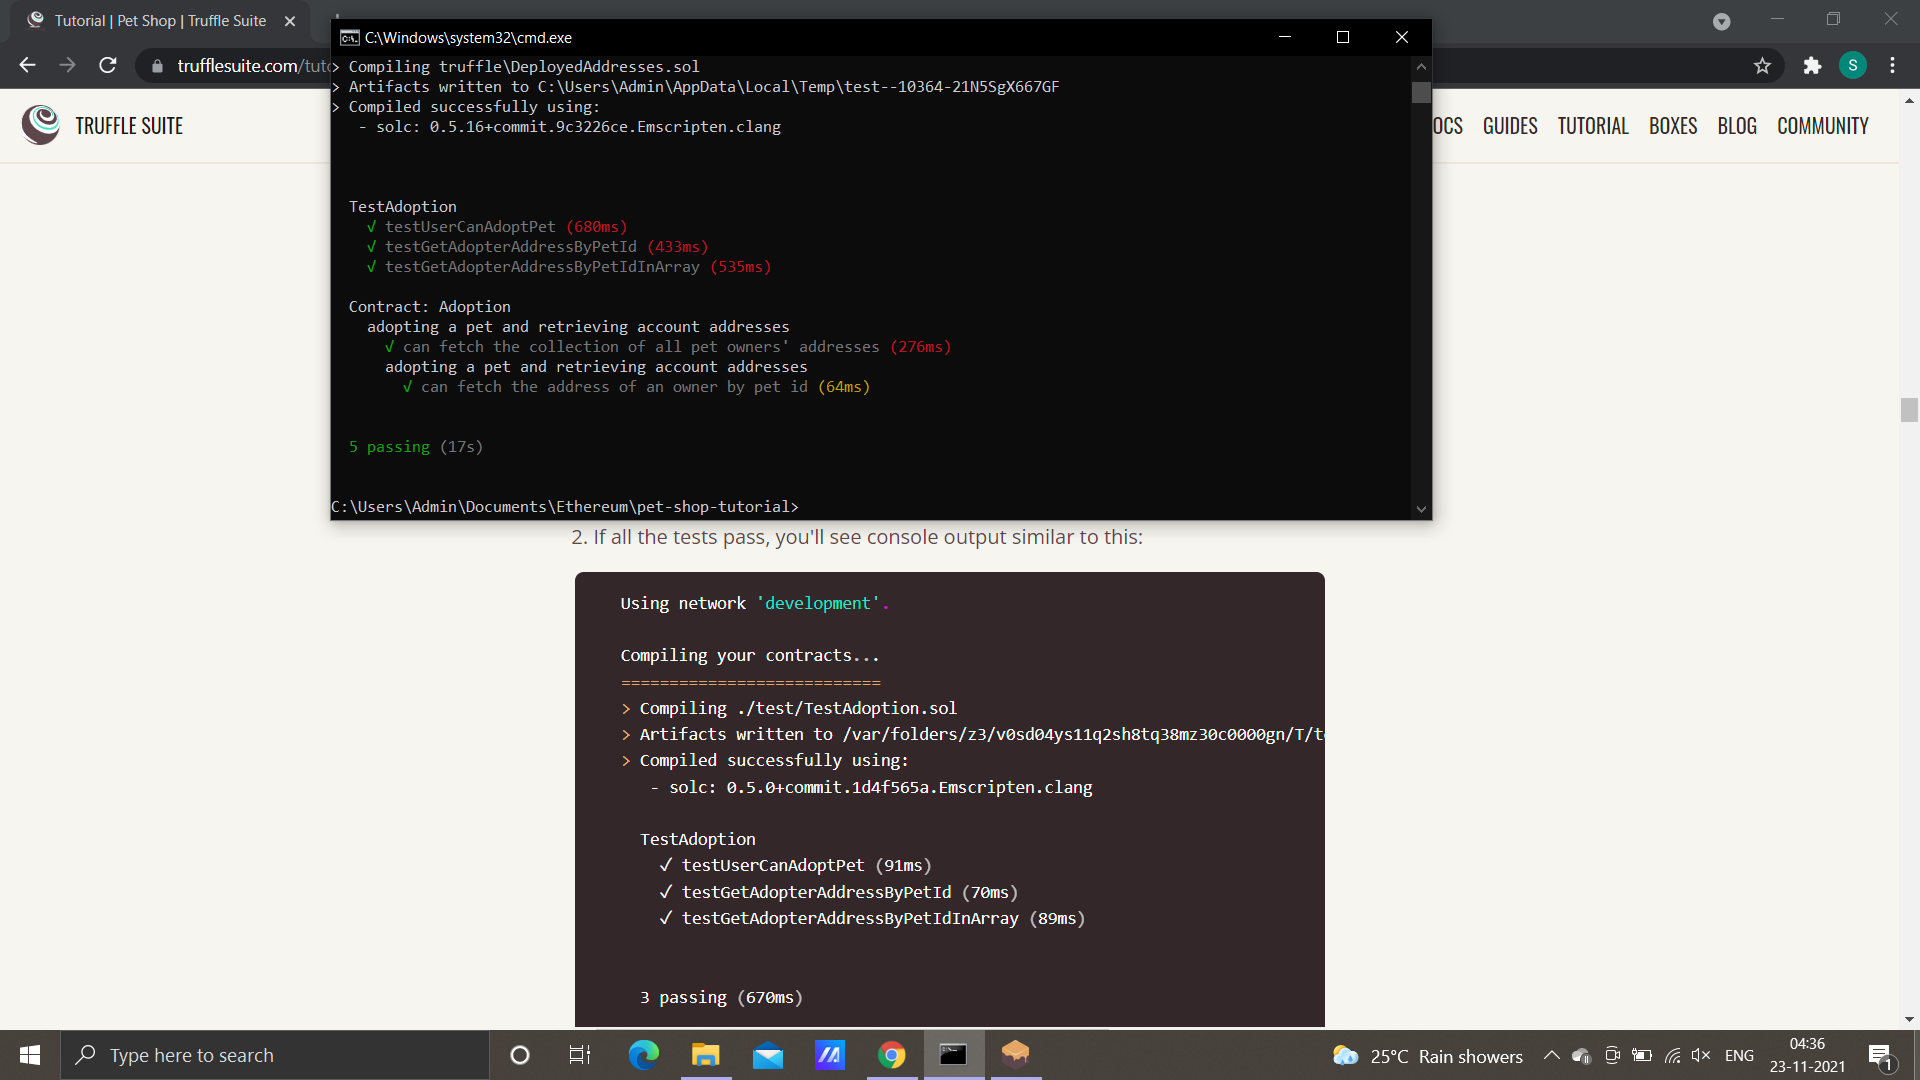 Tutorial | Pet Shop | Truffle Suite
C:\Windows\system32\cmd.exe
trufflesuite.com/tuto
S
> Compiling truffle\DeployedAddresses.sol
> Artifacts written to C:\Users\Admin\AppData\Local\Temp\test--10364-21N5SgX667GF
> Compiled successfully using:
- solc: 0.5.16+commit.9c3226ce.Emscripten.clang
TRUFFLE SUITE
OCS GUIDES TUTORIAL BOXES BLOG COMMUNITY
TestAdoption
√ testUserCanAdoptPet (680ms)
√ testGetAdopterAddressByPetId (433ms)
√ testGetAdopterAddressByPetIdInArray (535ms)
Contract: Adoption
adopting a pet and retrieving account addresses
√ can fetch the collection of all pet owners' addresses (276ms)
adopting a pet and retrieving account addresses
√ can fetch the address of an owner by pet id (64ms)
5 passing (17s)
C:\Users\Admin\Documents\Ethereum\pet-shop-tutorial>
2. If all the tests pass, you'll see console output similar to this:
Using network 'development'.
Compiling your contracts...
===========================
> Compiling ./test/TestAdoption.sol
> Artifacts written to /var/folders/z3/v0sd04ys11q2sh8tq38mz30c0000gn/T/t
> Compiled successfully using:
- solc: 0.5.0+commit.1d4f565a.Emscripten.clang
TestAdoption
✓ testUserCanAdoptPet (91ms)
✓ testGetAdopterAddressByPetId (70ms)
✓ testGetAdopterAddressByPetIdInArray (89ms)
3 passing (670ms)
Type here to search
25°C Rain showers
ENG
04:36
23-11-2021
1